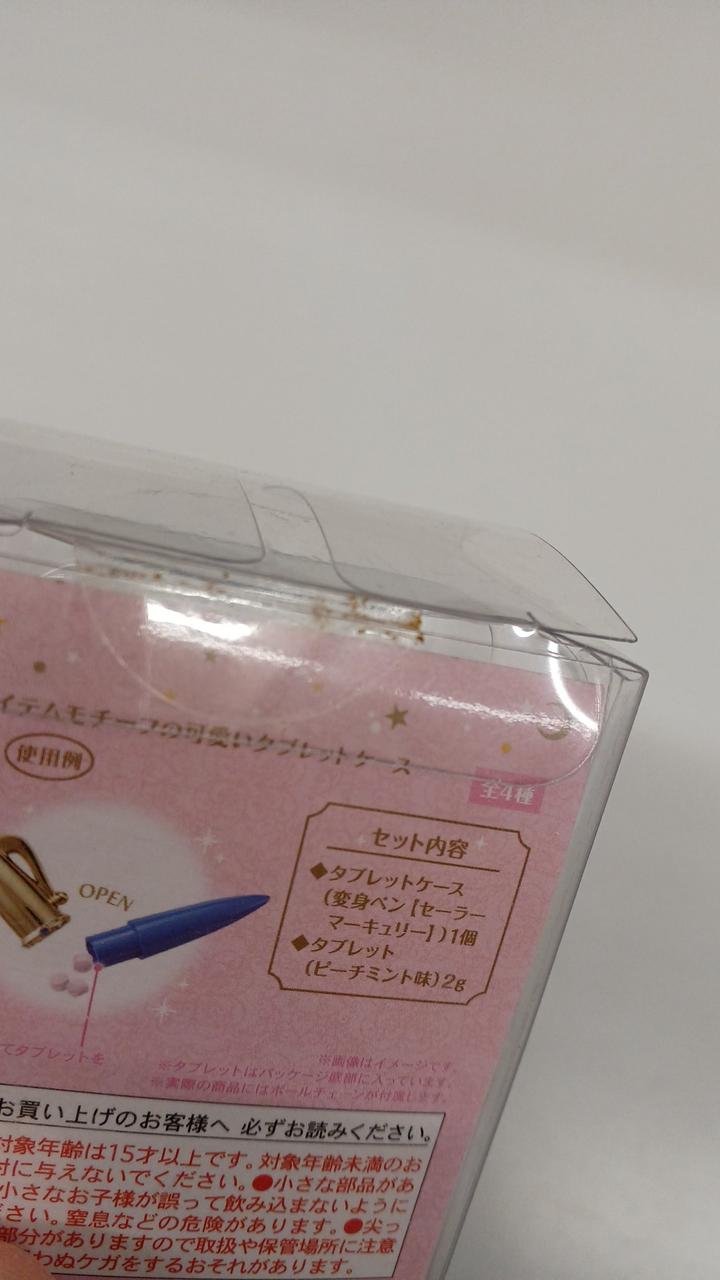 イテムモチーフの可愛いタブレットケース
使用例
全4種
セット内容
◆タブレットケース
(変身ペン [セーラー
マーキュリー] )1個
◆タブレット
(ピーチミント味)2g
OPEN
てタブレットを
※画像はイメージです。
※タブレットはパッケージ底部に入っています。
※実際の商品にはボールチェーンが付属します。
お買い上げのお客様へ 必ずお読みください。
対象年齢は15才以上です。対象年齢未満のお
に与えないでください。●小さな部品があ
小さなお子様が誤って飲み込まないように
さい。窒息などの危険があります。●尖っ
部分がありますので取扱や保管場所に注意
わぬケガをするおそれがあります。